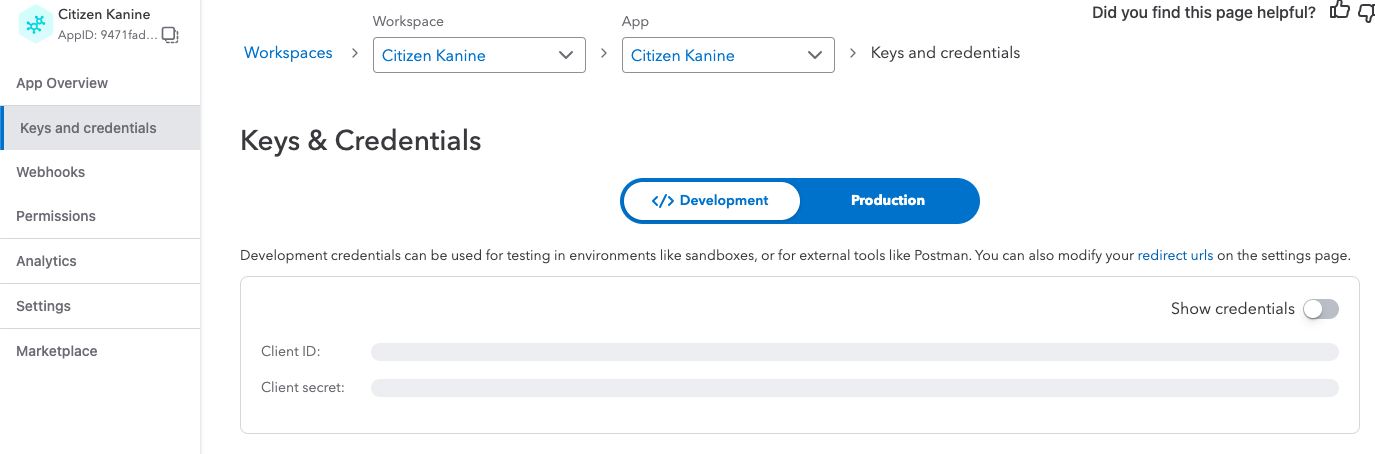 Citizen Kanine
AppID: 9471fad...
App Overview
Keys and credentials
Webhooks
Permissions
Analytics
Settings
Marketplace
Did you find this page helpful?
Workspace
App
Workspaces > Citizen Kanine > Citizen Kanine > Keys and credentials
Keys & Credentials
</> Development
Production
Development credentials can be used for testing in environments like sandboxes, or for external tools like Postman. You can also modify your redirect urls on the settings page.
Show credentials
Client ID:
Client secret: